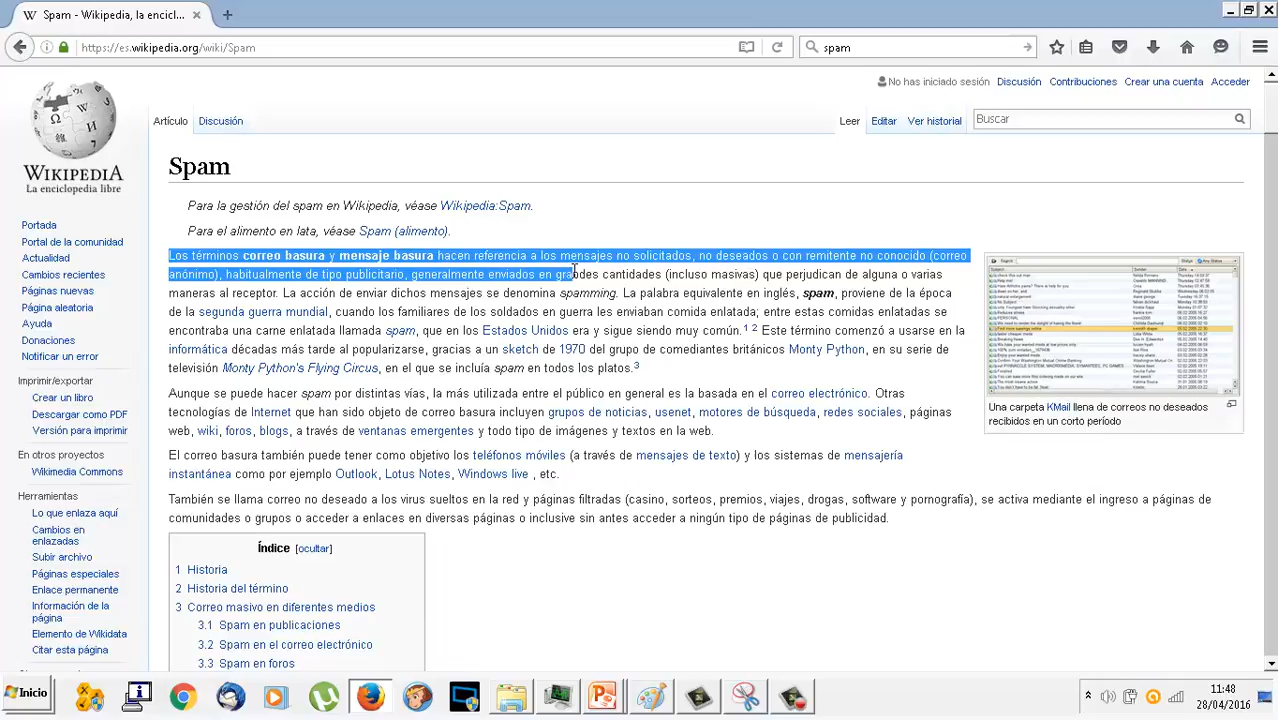 Spam - Wikipedia, la encicl...
https://es.wikipedia.org/wiki/Spam
spam
No has iniciado sesión Discusión Contribuciones Crear una cuenta Acceder
Artículo Discusión
Leer Editar Ver historial
Buscar
WIKIPEDIA
La enciclopedia libre
Portada
Portal de la comunidad
Actualidad
Cambios recientes
Páginas nuevas
Página aleatoria
Ayuda
Donaciones
Notificar un error
Imprimir/exportar
Crear un libro
Descargar como PDF
Versión para imprimir
En otros proyectos
Wikimedia Commons
Herramientas
Lo que enlaza aquí
Cambios en
enlazadas
Subir archivo
Páginas especiales
Enlace permanente
Información de la
página
Elemento de Wikidata
Citar esta página
Spam
Para la gestión del spam en Wikipedia, véase Wikipedia:Spam.
Para el alimento en lata, véase Spam (alimento).
Los términos correo basura y mensaje basura hacen referencia a los mensajes no solicitados, no deseados o con remitente no conocido (correo
anónimo), habitualmente de tipo publicitario, generalmente enviados en grandes cantidades (incluso masivas) que perjudican de alguna o varias
maneras al receptor. La acción de enviar dichos mensajes se denomina spamming. La palabra equivalente en inglés, spam, proviene de la época
de la segunda guerra mundial, cuando los familiares de los soldados en guerra les enviaban comida enlatada; entre estas comidas enlatadas se
encontraba una carne enlatada llamada spam, que en los Estados Unidos era y sigue siendo muy común. 1 2 Este término comenzó a usarse en la
informática décadas más tarde al popularizarse, gracias a un sketch de 1970 del grupo de comediantes británicos Monty Python, en su serie de
televisión Monty Python's Flying Circus, en el que se incluía spam en todos los platos.
Aunque se puede hacer spam por distintas vías, la más utilizada entre el público en general es la basada en el correo electrónico. Otras
tecnologías de Internet que han sido objeto de correo basura incluyen grupos de noticias, usenet, motores de búsqueda, redes sociales, páginas
web, wiki, foros, blogs, a través de ventanas emergentes y todo tipo de imágenes y textos en la web.
El correo basura también puede tener como objetivo los teléfonos móviles (a través de mensajes de texto) y los sistemas de mensajería
instantánea como por ejemplo Outlook, Lotus Notes, Windows live , etc.
También se llama correo no deseado a los virus sueltos en la red y páginas filtradas (casino, sorteos, premios, viajes, drogas, software y pornografía), se activa mediante el ingreso a páginas de
comunidades o grupos o acceder a enlaces en diversas páginas o inclusive sin antes acceder a ningún tipo de páginas de publicidad.
Una carpeta KMail llena de correos no deseados
recibidos en un corto período
Índice [ocultar]
1 Historia
2 Historia del término
3 Correo masivo en diferentes medios
3.1 Spam en publicaciones
3.2 Spam en el correo electrónico
3.3 Spam en foros
Inicio
11:48
28/04/2016